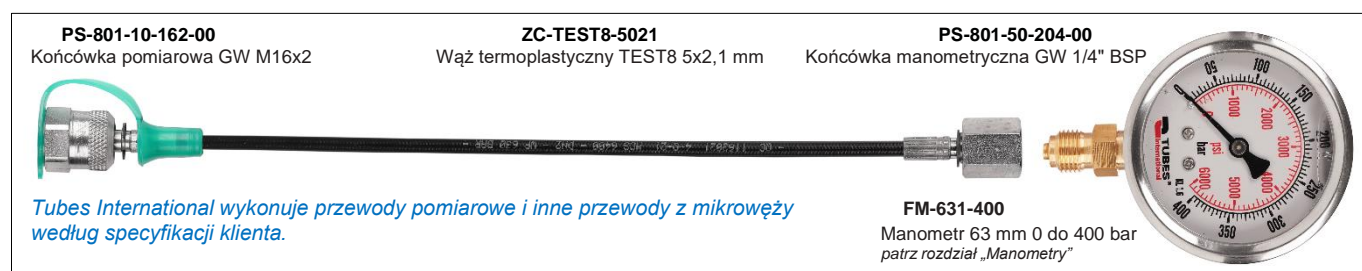 PS-801-10-162-00
Końcówka pomiarowa GW M16x2
ZC-TEST8-5021
Wąż termoplastyczny TEST8 5x2,1 mm
PS-801-50-204-00
Końcówka manometryczna GW 1/4" BSP
Tubes International wykonuje przewody pomiarowe i inne przewody z mikrowęży
według specyfikacji klienta.
FM-631-400
Manometr 63 mm 0 do 400 bar
patrz rozdział „Manometry”
0
50
100
150
200
250
300
350
400
0
1000
2000
3000
4000
5000
6000
psi
bar
TUBES
International